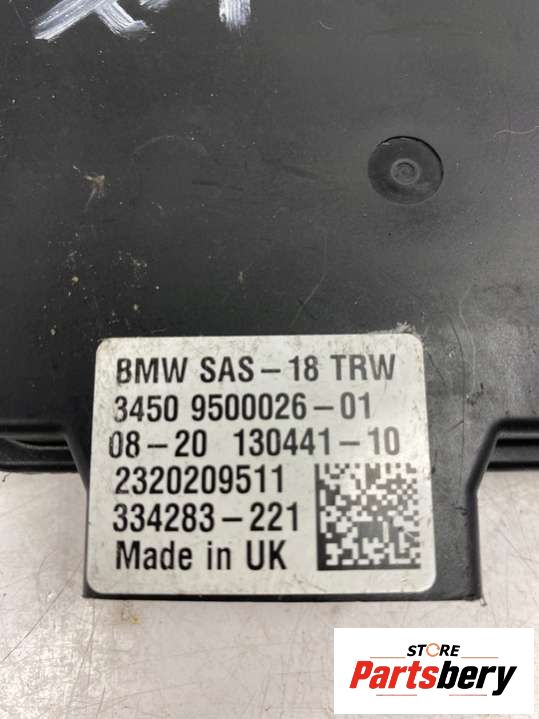 BMW SAS-18 TRW
3450 9500026-01
08-20 130441-10
2320209511
334283-221
Made in UK
STORE
Partsbery